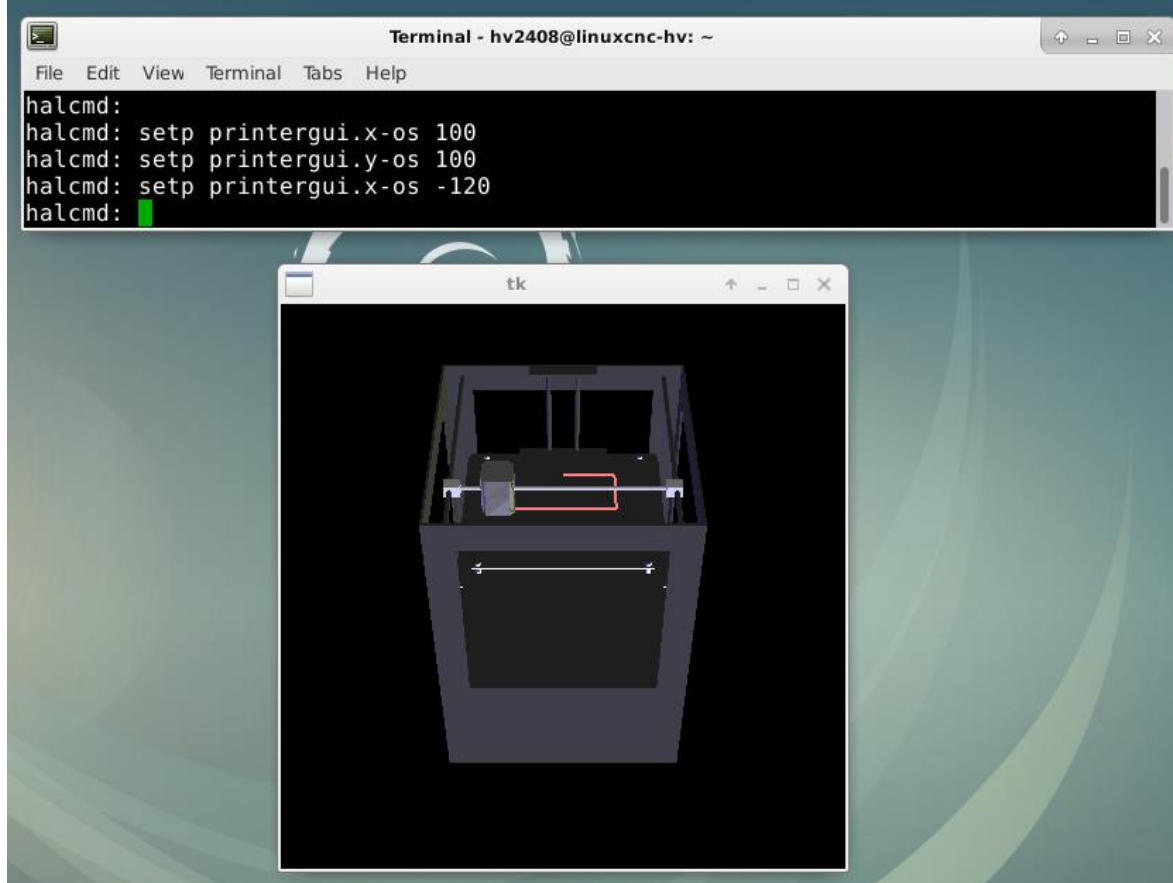 Terminal - hv2408@linuxcnc-hv: ~
File Edit View Terminal Tabs Help
halcmd:
halcmd: setp printergui.x-os 100
halcmd: setp printergui.y-os 100
halcmd: setp printergui.x-os -120
halcmd:
tk